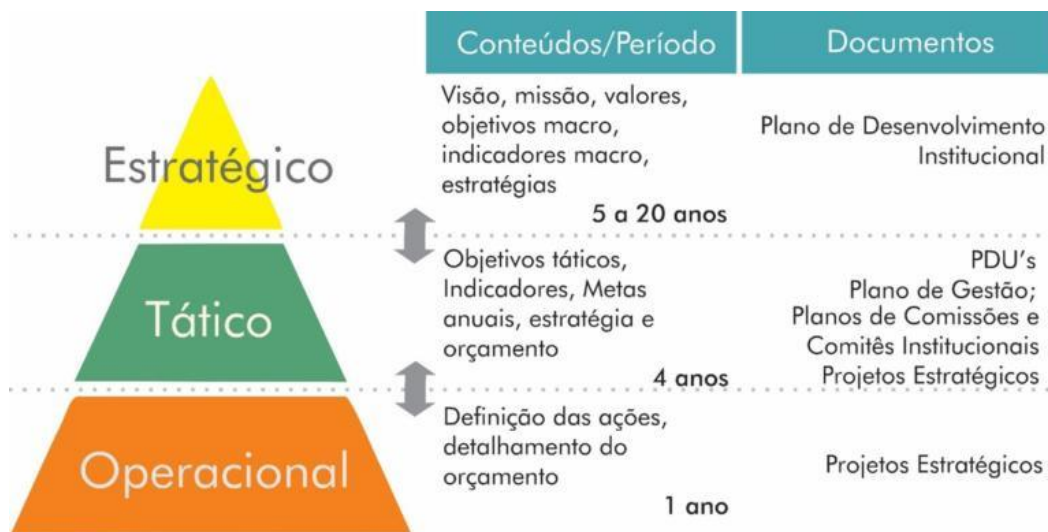 Conteúdos/Período
Documentos
Estratégico
Visão, missão, valores,
objetivos macro,
indicadores macro,
estratégias
5 a 20 anos
Plano de Desenvolvimento
Institucional
Tático
Objetivos táticos,
Indicadores, Metas
anuais, estratégia e
orçamento
4 anos
PDU's
Plano de Gestão;
Planos de Comissões e
Comitês Institucionais
Projetos Estratégicos
Operacional
Definição das ações,
detalhamento do
orçamento
1 ano
Projetos Estratégicos